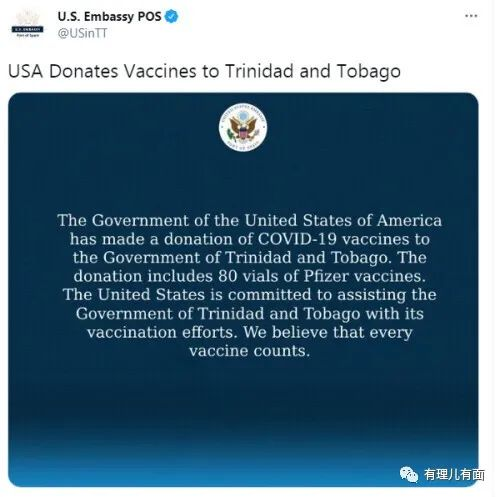 U.S. Embassy POS
@USinTT
USA Donates Vaccines to Trinidad and Tobago
The Government of the United States of America
has made a donation of COVID-19 vaccines to
the Government of Trinidad and Tobago. The
donation includes 80 vials of Pfizer vaccines.
The United States is committed to assisting the
Government of Trinidad and Tobago with its
vaccination efforts. We believe that every
vaccine counts.
有理儿有面